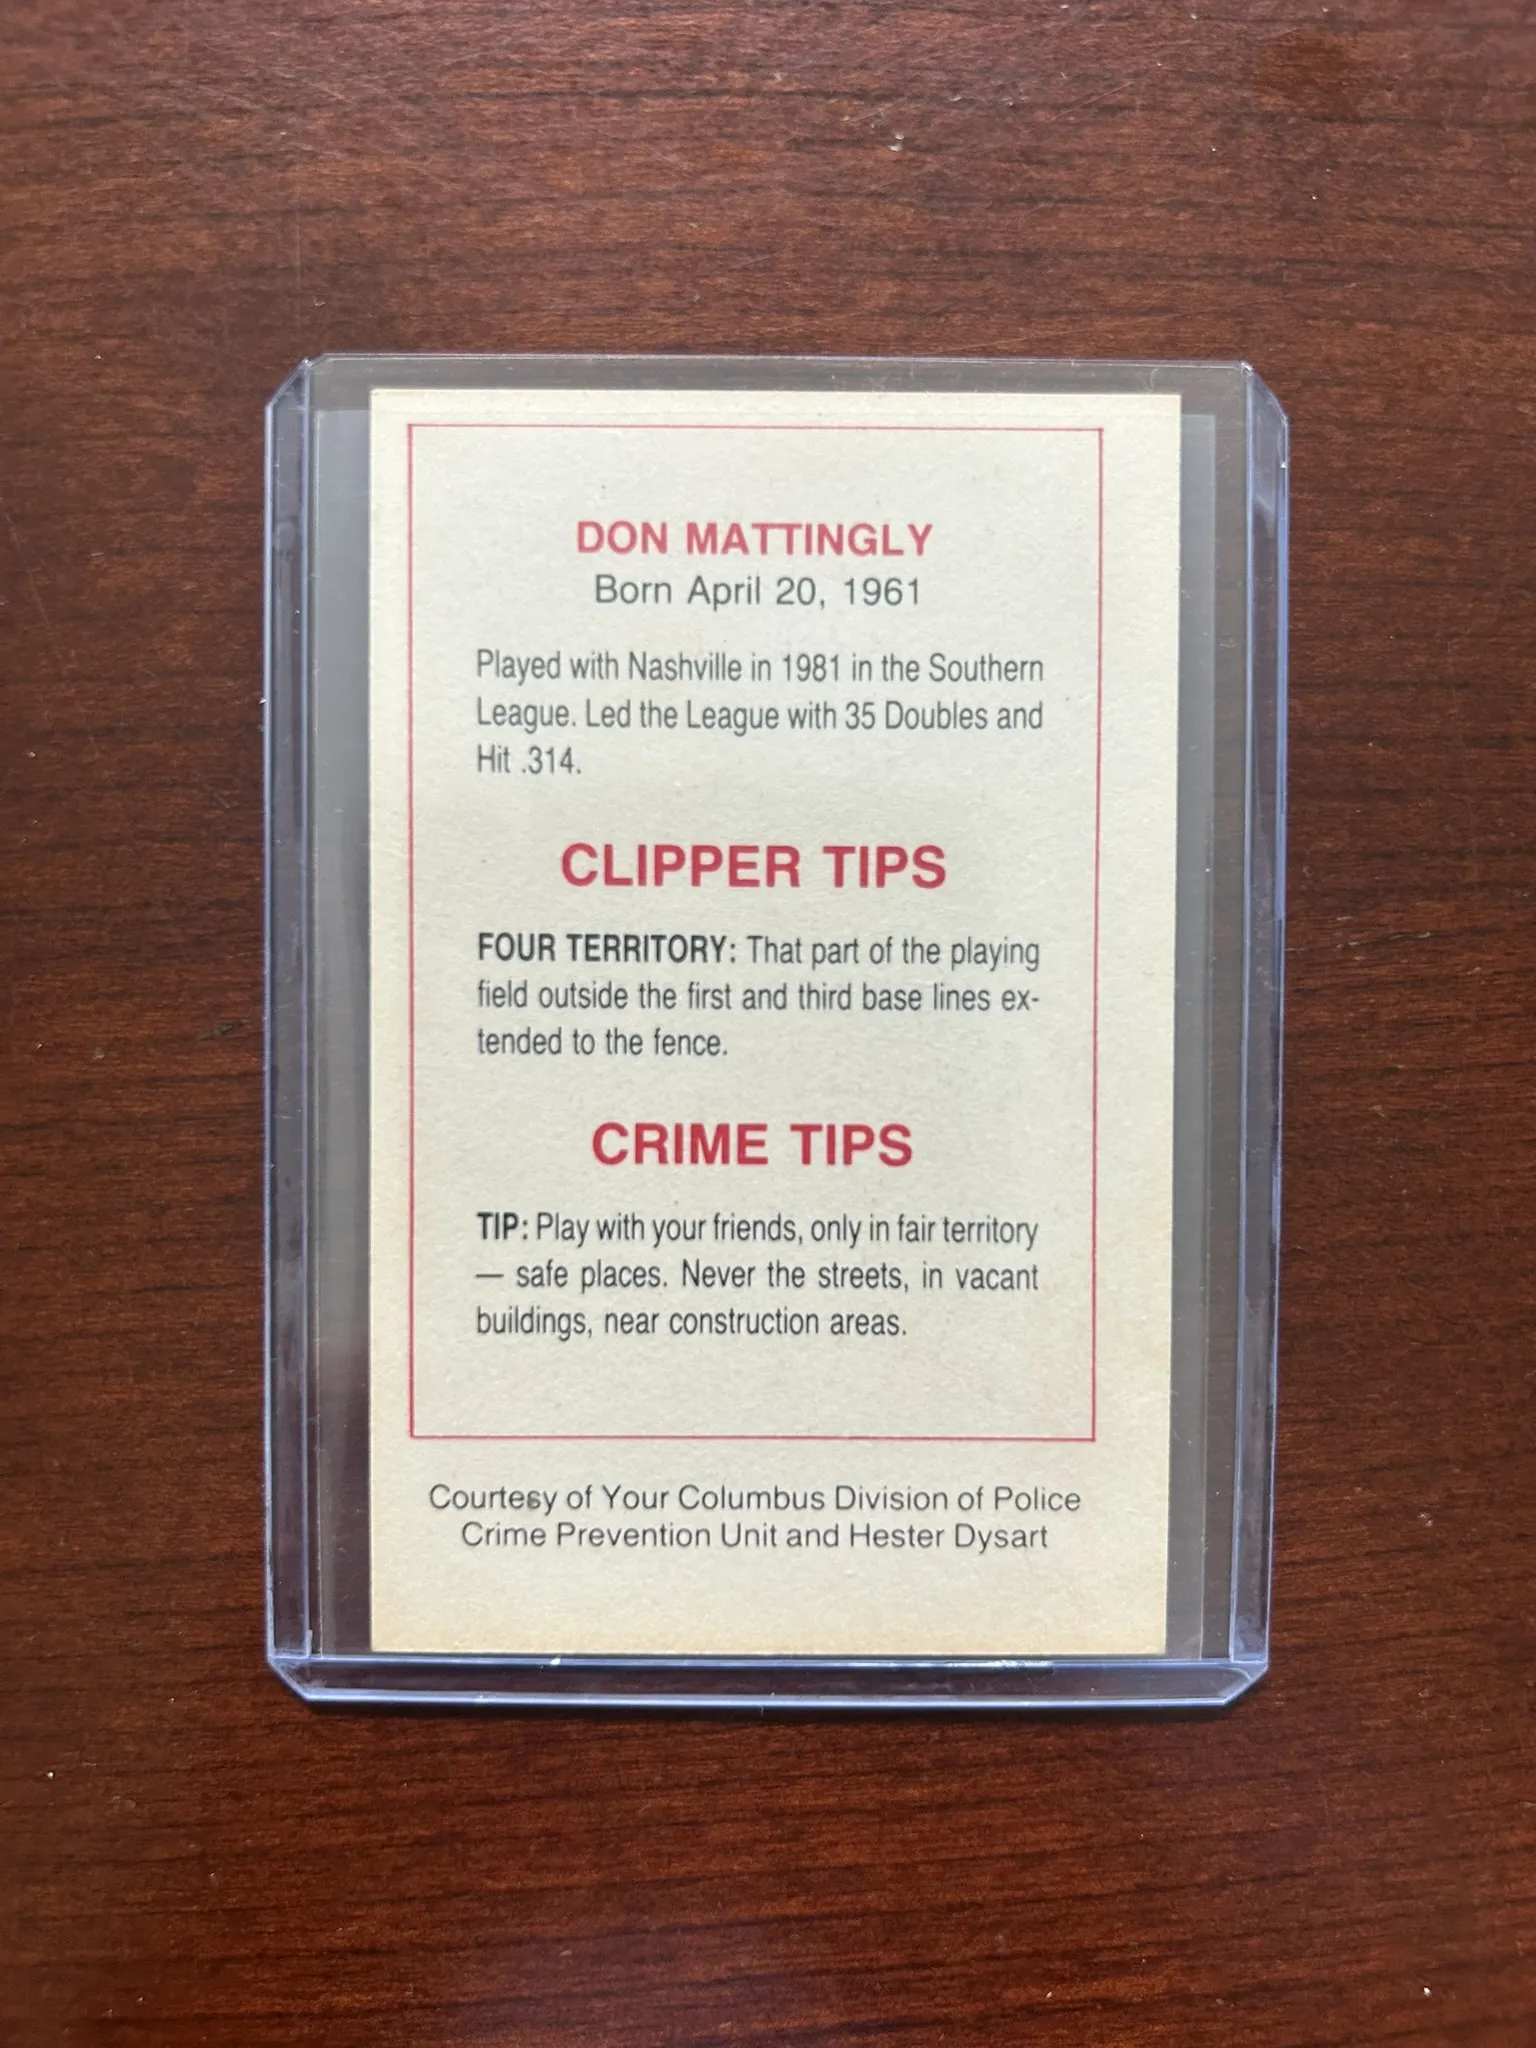 DON MATTINGLY
Born April 20, 1961
Played with Nashville in 1981 in the Southern
League. Led the League with 35 Doubles and
Hit .314.
CLIPPER TIPS
FOUR TERRITORY: That part of the playing
field outside the first and third base lines ex-
tended to the fence.
CRIME TIPS
TIP: Play with your friends, only in fair territory
— safe places. Never the streets, in vacant
buildings, near construction areas.
Courtesy of Your Columbus Division of Police
Crime Prevention Unit and Hester Dysart